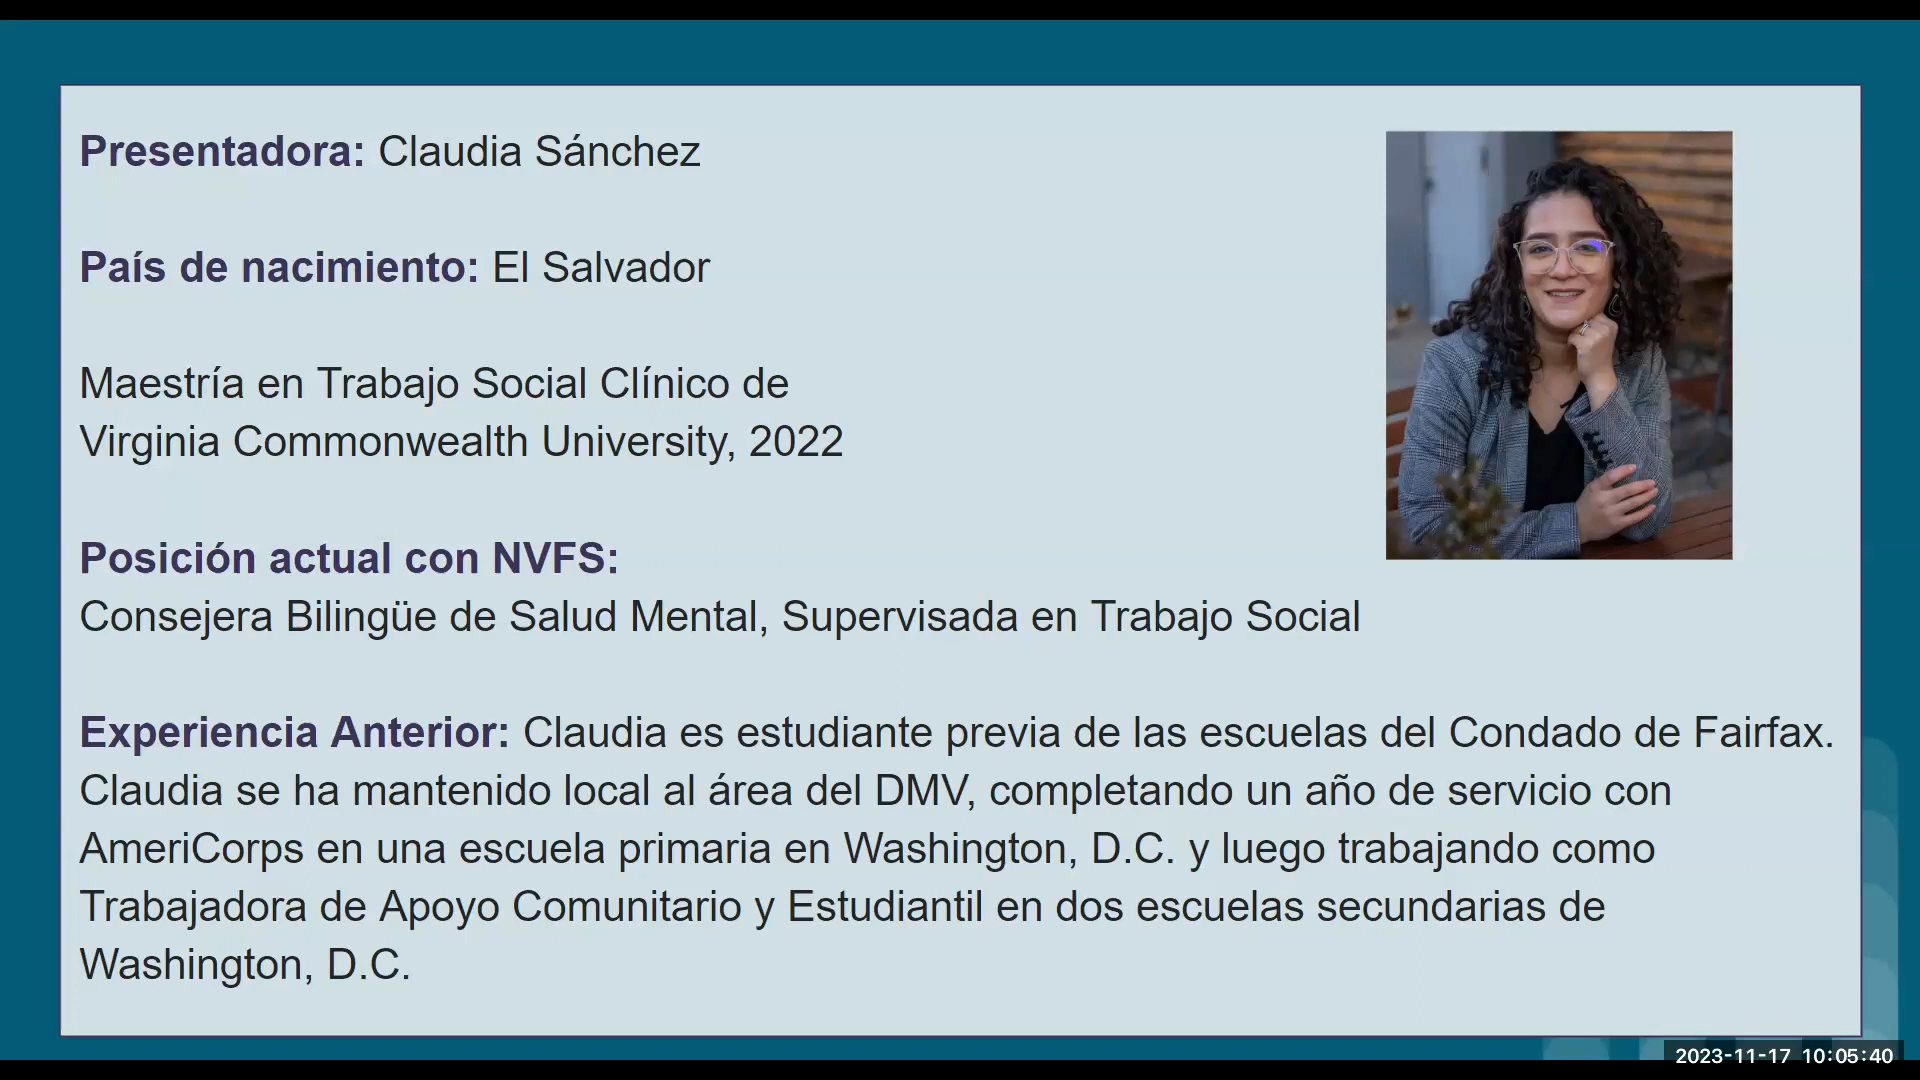 Presentadora: Claudia Sánchez
País de nacimiento: El Salvador
Maestría en Trabajo Social Clínico de
Virginia Commonwealth University, 2022
Posición actual con NVFS:
Consejera Bilingüe de Salud Mental, Supervisada en Trabajo Social
Experiencia Anterior: Claudia es estudiante previa de las escuelas del Condado de Fairfax.
Claudia se ha mantenido local al área del DMV, completando un año de servicio con
AmeriCorps en una escuela primaria en Washington, D.C. y luego trabajando como
Trabajadora de Apoyo Comunitario y Estudiantil en dos escuelas secundarias de
Washington, D.C.
2023-11-17 10:05:40